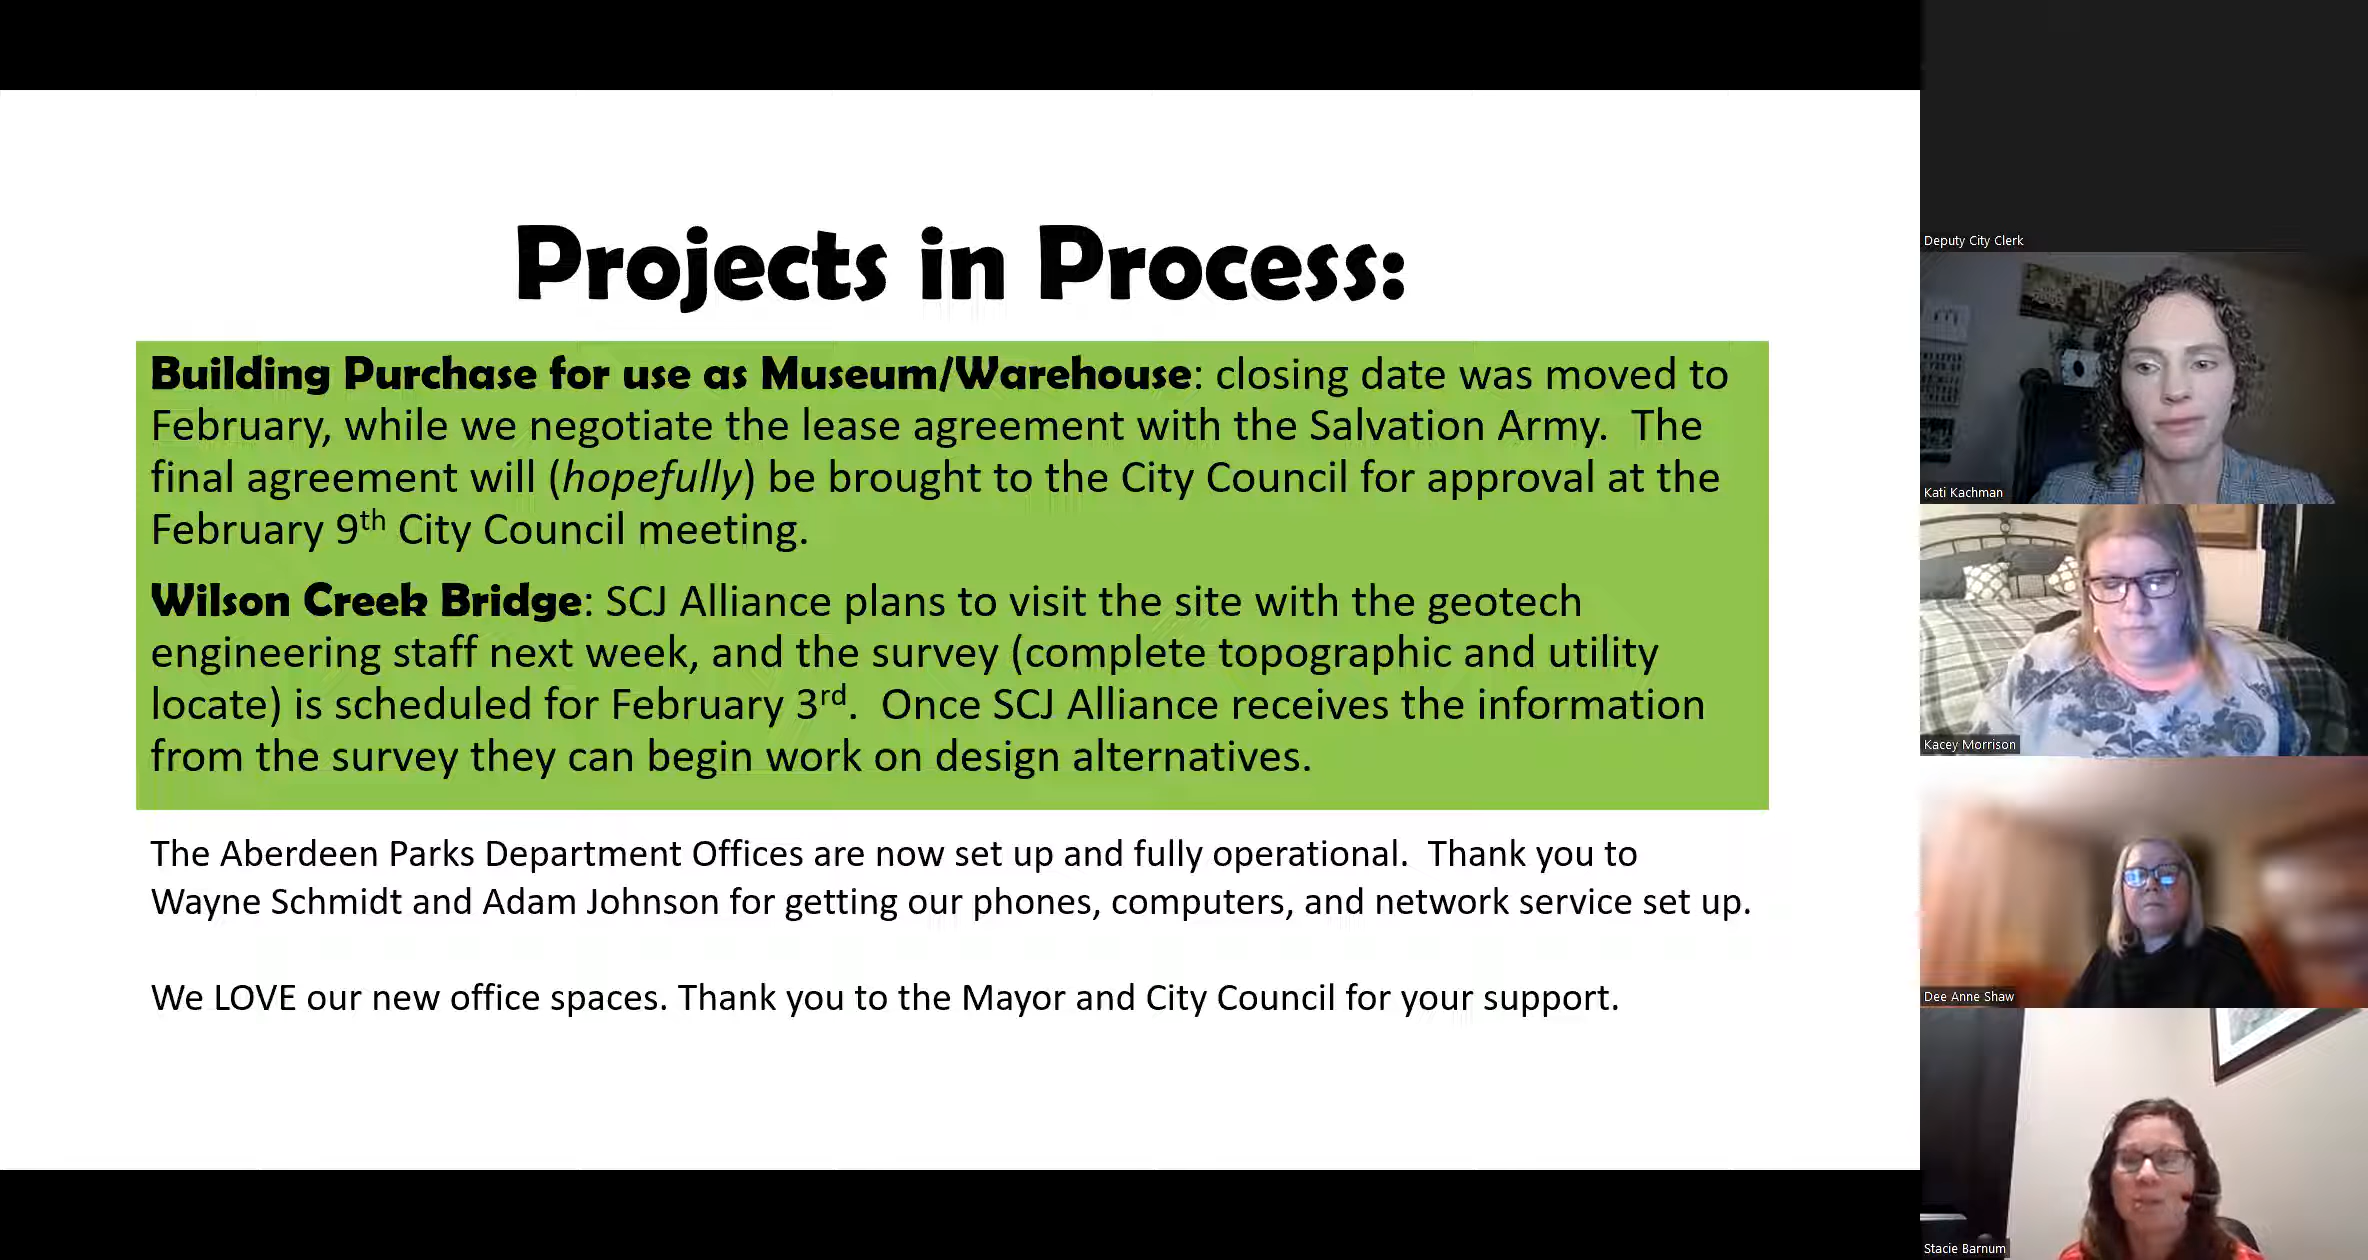 Projects in Process:
Building Purchase for use as Museum/Warehouse: closing date was moved to
February, while we negotiate the lease agreement with the Salvation Army.  The
final agreement will (hopefully) be brought to the City Council for approval at the
February 9th City Council meeting.
Wilson Creek Bridge: SCJ Alliance plans to visit the site with the geotech
engineering staff next week, and the survey (complete topographic and utility
locate) is scheduled for February 3rd.  Once SCJ Alliance receives the information
from the survey they can begin work on design alternatives.
The Aberdeen Parks Department Offices are now set up and fully operational.  Thank you to
Wayne Schmidt and Adam Johnson for getting our phones, computers, and network service set up.
We LOVE our new office spaces. Thank you to the Mayor and City Council for your support.
Deputy City Clerk
Kati Kachman
Kacey Morrison
Dee Anne Shaw
Stacie Barnum